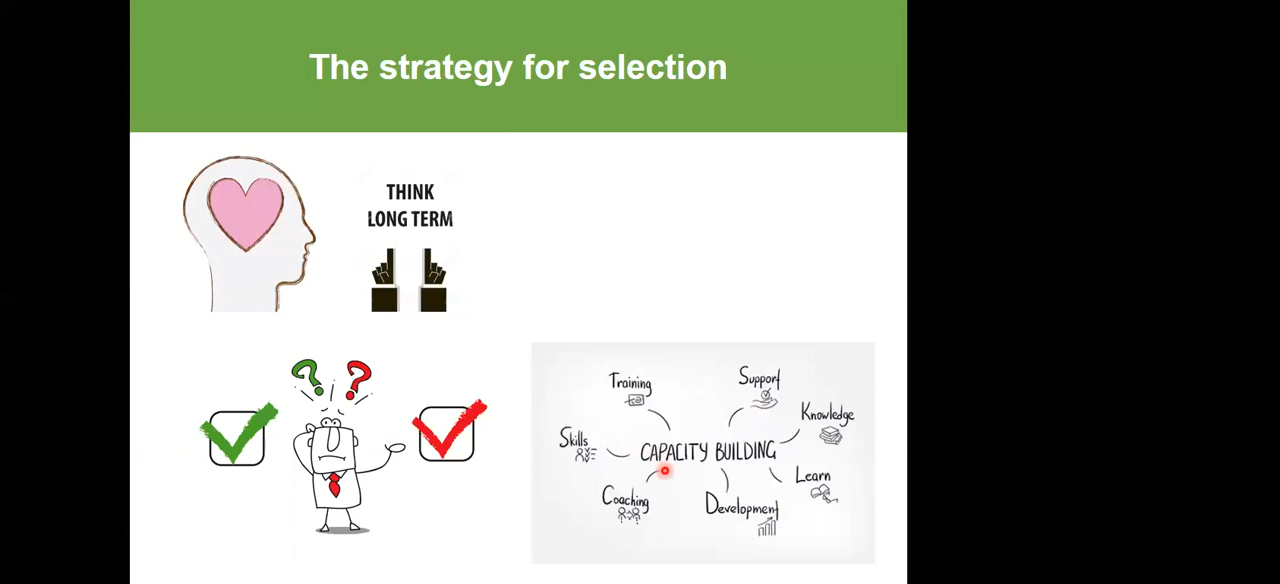 The strategy for selection
THINK
LONG TERM
? ?
Training
Support
Knowledge
Skills
CAPACITY BUILDING
Learn
Coaching
Development